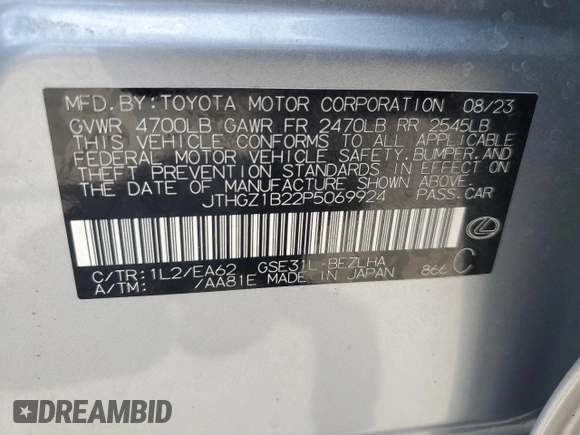 MFD.BY:TOYOTA MOTOR CORPORATION 08/23
GVWR 4700LB GAWR FR 2470LB RR 2545LB
THIS VEHICLE CONFORMS TO ALL APPLICABLE
FEDERAL MOTOR VEHICLE SAFETY.BUMPER.AND
THEFT PREVENTION STANDARDS IN EFFECT ON
THE DATE OF MANUFACTURE SHOWN ABOVE.
JTHGZ1B22P5069924 PASS.CAR
C/TR:1L2/EA62 GSE31L-BEZLHA
A/TM: /AA81E MADE IN JAPAN 866 C
DREAMBID